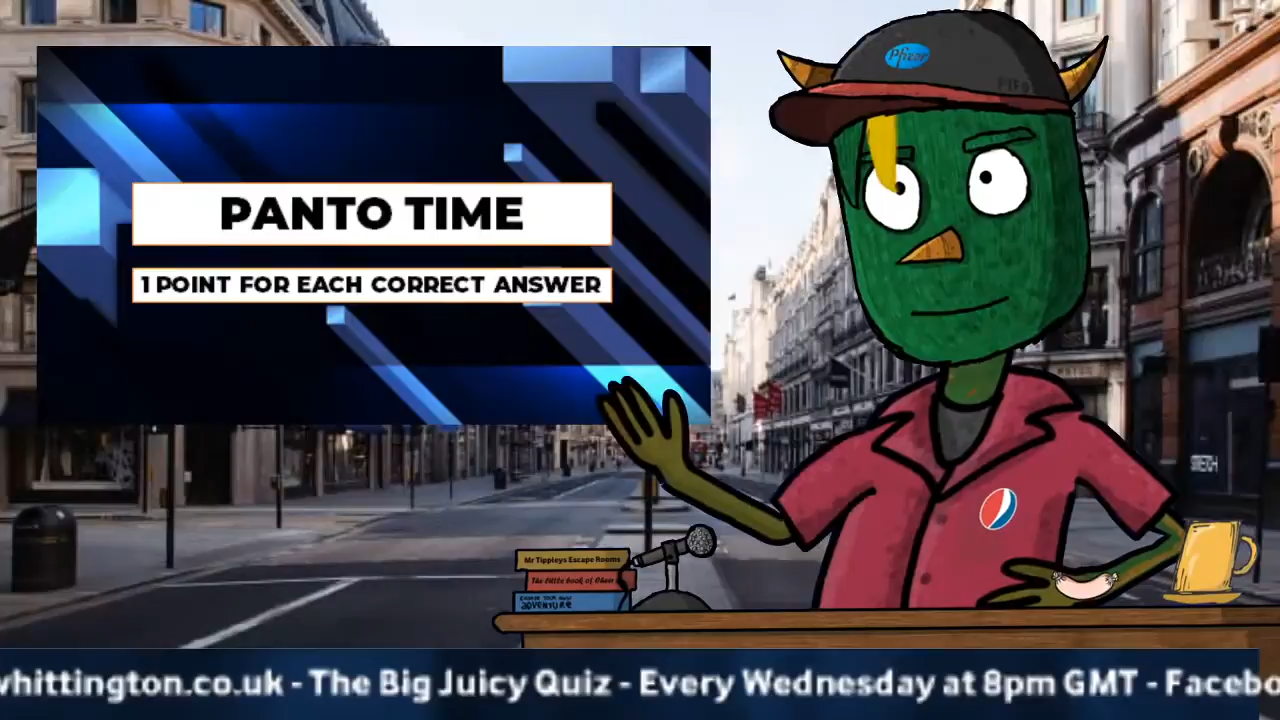 Pfizer
PANTO TIME
1 POINT FOR EACH CORRECT ANSWER
Mr Tippleys Escape Rooms
The little book of
ADVENTURE
whittington.co.uk - The Big Juicy Quiz - Every Wednesday at 8pm GMT - Facebo